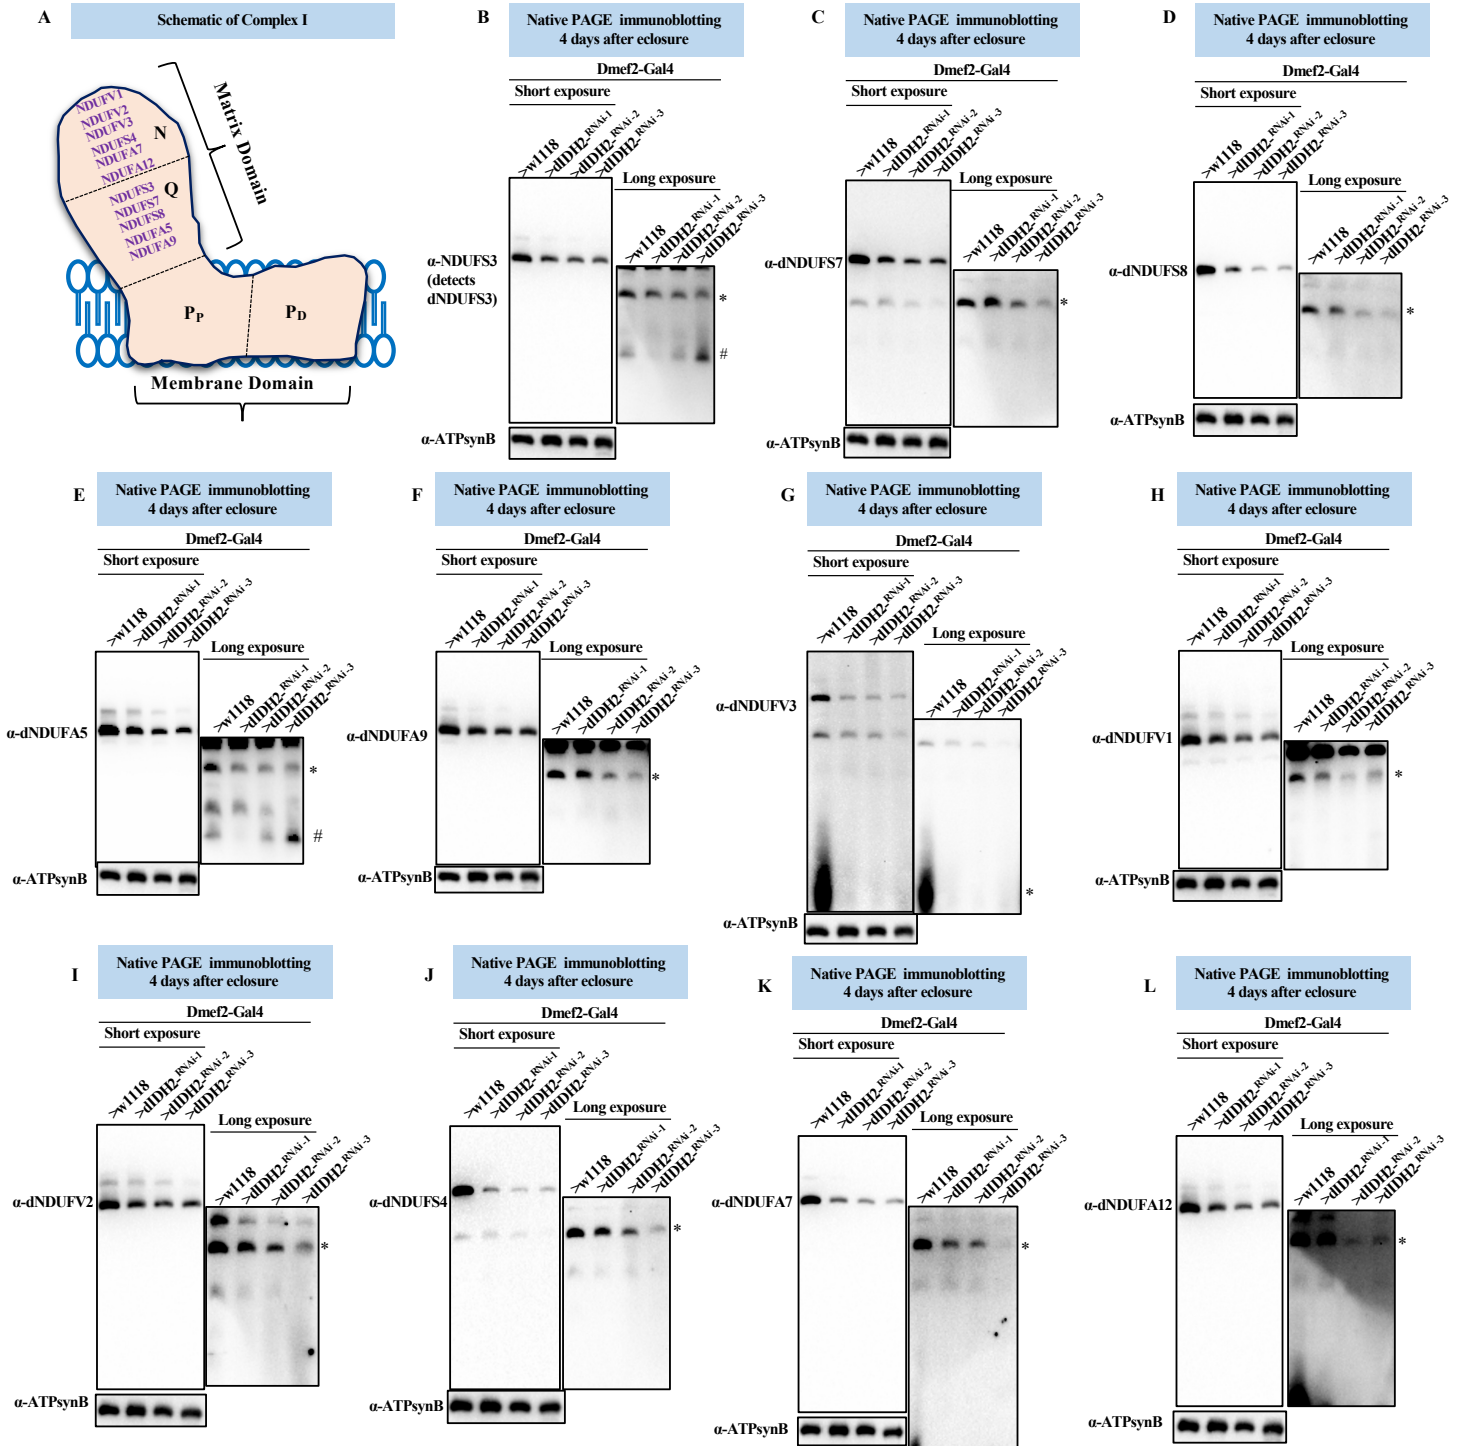 A
Schematic of Complex I
NDUFV1
NDUFV2
NDUFV3
NDUFS4
NDUFA7
NDUFA12
N
NDUFS3
NDUFS7
NDUFS8
NDUFA5
NDUFA9
Q
Matrix Domain
PP
PD
Membrane Domain
B
Native PAGE immunoblotting
4 days after eclosure
Dmef2-Gal4
Short exposure
>w1118
>dIDH2-RNAi-1
>dIDH2-RNAi-2
>dIDH2-RNAi-3
Long exposure
>w1118
>dIDH2-RNAi-1
>dIDH2-RNAi-2
>dIDH2-RNAi-3
α-NDUFS3
(detects
dNDUFS3)
*
#
α-ATPsynB
C
Native PAGE immunoblotting
4 days after eclosure
Dmef2-Gal4
Short exposure
>w1118
>dIDH2-RNAi-1
>dIDH2-RNAi-2
>dIDH2-RNAi-3
Long exposure
>w1118
>dIDH2-RNAi-1
>dIDH2-RNAi-2
>dIDH2-RNAi-3
α-dNDUFS7
*
α-ATPsynB
D
Native PAGE immunoblotting
4 days after eclosure
Dmef2-Gal4
Short exposure
>w1118
>dIDH2-RNAi-1
>dIDH2-RNAi-2
>dIDH2-RNAi-3
Long exposure
>w1118
>dIDH2-RNAi-1
>dIDH2-RNAi-2
>dIDH2-RNAi-3
α-dNDUFS8
*
α-ATPsynB
E
Native PAGE immunoblotting
4 days after eclosure
Dmef2-Gal4
Short exposure
>w1118
>dIDH2-RNAi-1
>dIDH2-RNAi-2
>dIDH2-RNAi-3
Long exposure
>w1118
>dIDH2-RNAi-1
>dIDH2-RNAi-2
>dIDH2-RNAi-3
α-dNDUFA5
*
#
α-ATPsynB
F
Native PAGE immunoblotting
4 days after eclosure
Dmef2-Gal4
Short exposure
>w1118
>dIDH2-RNAi-1
>dIDH2-RNAi-2
>dIDH2-RNAi-3
Long exposure
>w1118
>dIDH2-RNAi-1
>dIDH2-RNAi-2
>dIDH2-RNAi-3
α-dNDUFA9
*
α-ATPsynB
G
Native PAGE immunoblotting
4 days after eclosure
Dmef2-Gal4
Short exposure
>w1118
>dIDH2-RNAi-1
>dIDH2-RNAi-2
>dIDH2-RNAi-3
Long exposure
>w1118
>dIDH2-RNAi-1
>dIDH2-RNAi-2
>dIDH2-RNAi-3
α-dNDUFV3
*
α-ATPsynB
H
Native PAGE immunoblotting
4 days after eclosure
Dmef2-Gal4
Short exposure
>w1118
>dIDH2-RNAi-1
>dIDH2-RNAi-2
>dIDH2-RNAi-3
Long exposure
>w1118
>dIDH2-RNAi-1
>dIDH2-RNAi-2
>dIDH2-RNAi-3
α-dNDUFV1
*
α-ATPsynB
I
Native PAGE immunoblotting
4 days after eclosure
Dmef2-Gal4
Short exposure
>w1118
>dIDH2-RNAi-1
>dIDH2-RNAi-2
>dIDH2-RNAi-3
Long exposure
>w1118
>dIDH2-RNAi-1
>dIDH2-RNAi-2
>dIDH2-RNAi-3
α-dNDUFV2
*
α-ATPsynB
J
Native PAGE immunoblotting
4 days after eclosure
Dmef2-Gal4
Short exposure
>w1118
>dIDH2-RNAi-1
>dIDH2-RNAi-2
>dIDH2-RNAi-3
Long exposure
>w1118
>dIDH2-RNAi-1
>dIDH2-RNAi-2
>dIDH2-RNAi-3
α-dNDUFS4
*
α-ATPsynB
K
Native PAGE immunoblotting
4 days after eclosure
Dmef2-Gal4
Short exposure
>w1118
>dIDH2-RNAi-1
>dIDH2-RNAi-2
>dIDH2-RNAi-3
Long exposure
>w1118
>dIDH2-RNAi-1
>dIDH2-RNAi-2
>dIDH2-RNAi-3
α-dNDUFA7
*
α-ATPsynB
L
Native PAGE immunoblotting
4 days after eclosure
Dmef2-Gal4
Short exposure
>w1118
>dIDH2-RNAi-1
>dIDH2-RNAi-2
>dIDH2-RNAi-3
Long exposure
>w1118
>dIDH2-RNAi-1
>dIDH2-RNAi-2
>dIDH2-RNAi-3
α-dNDUFA12
*
α-ATPsynB